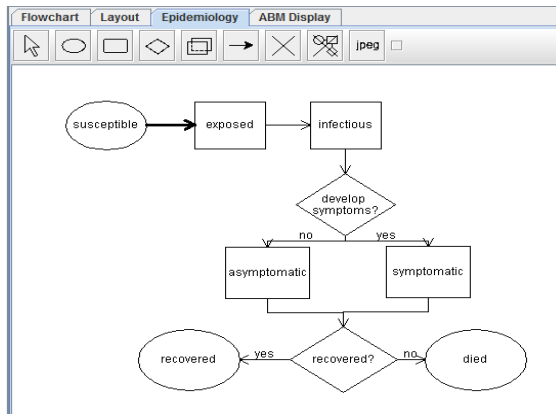 Flowchart Layout Epidemiology ABM Display
jpeg
susceptible exposed infectious
develop
symptoms?
no yes
asymptomatic symptomatic
recovered yes recovered? no died